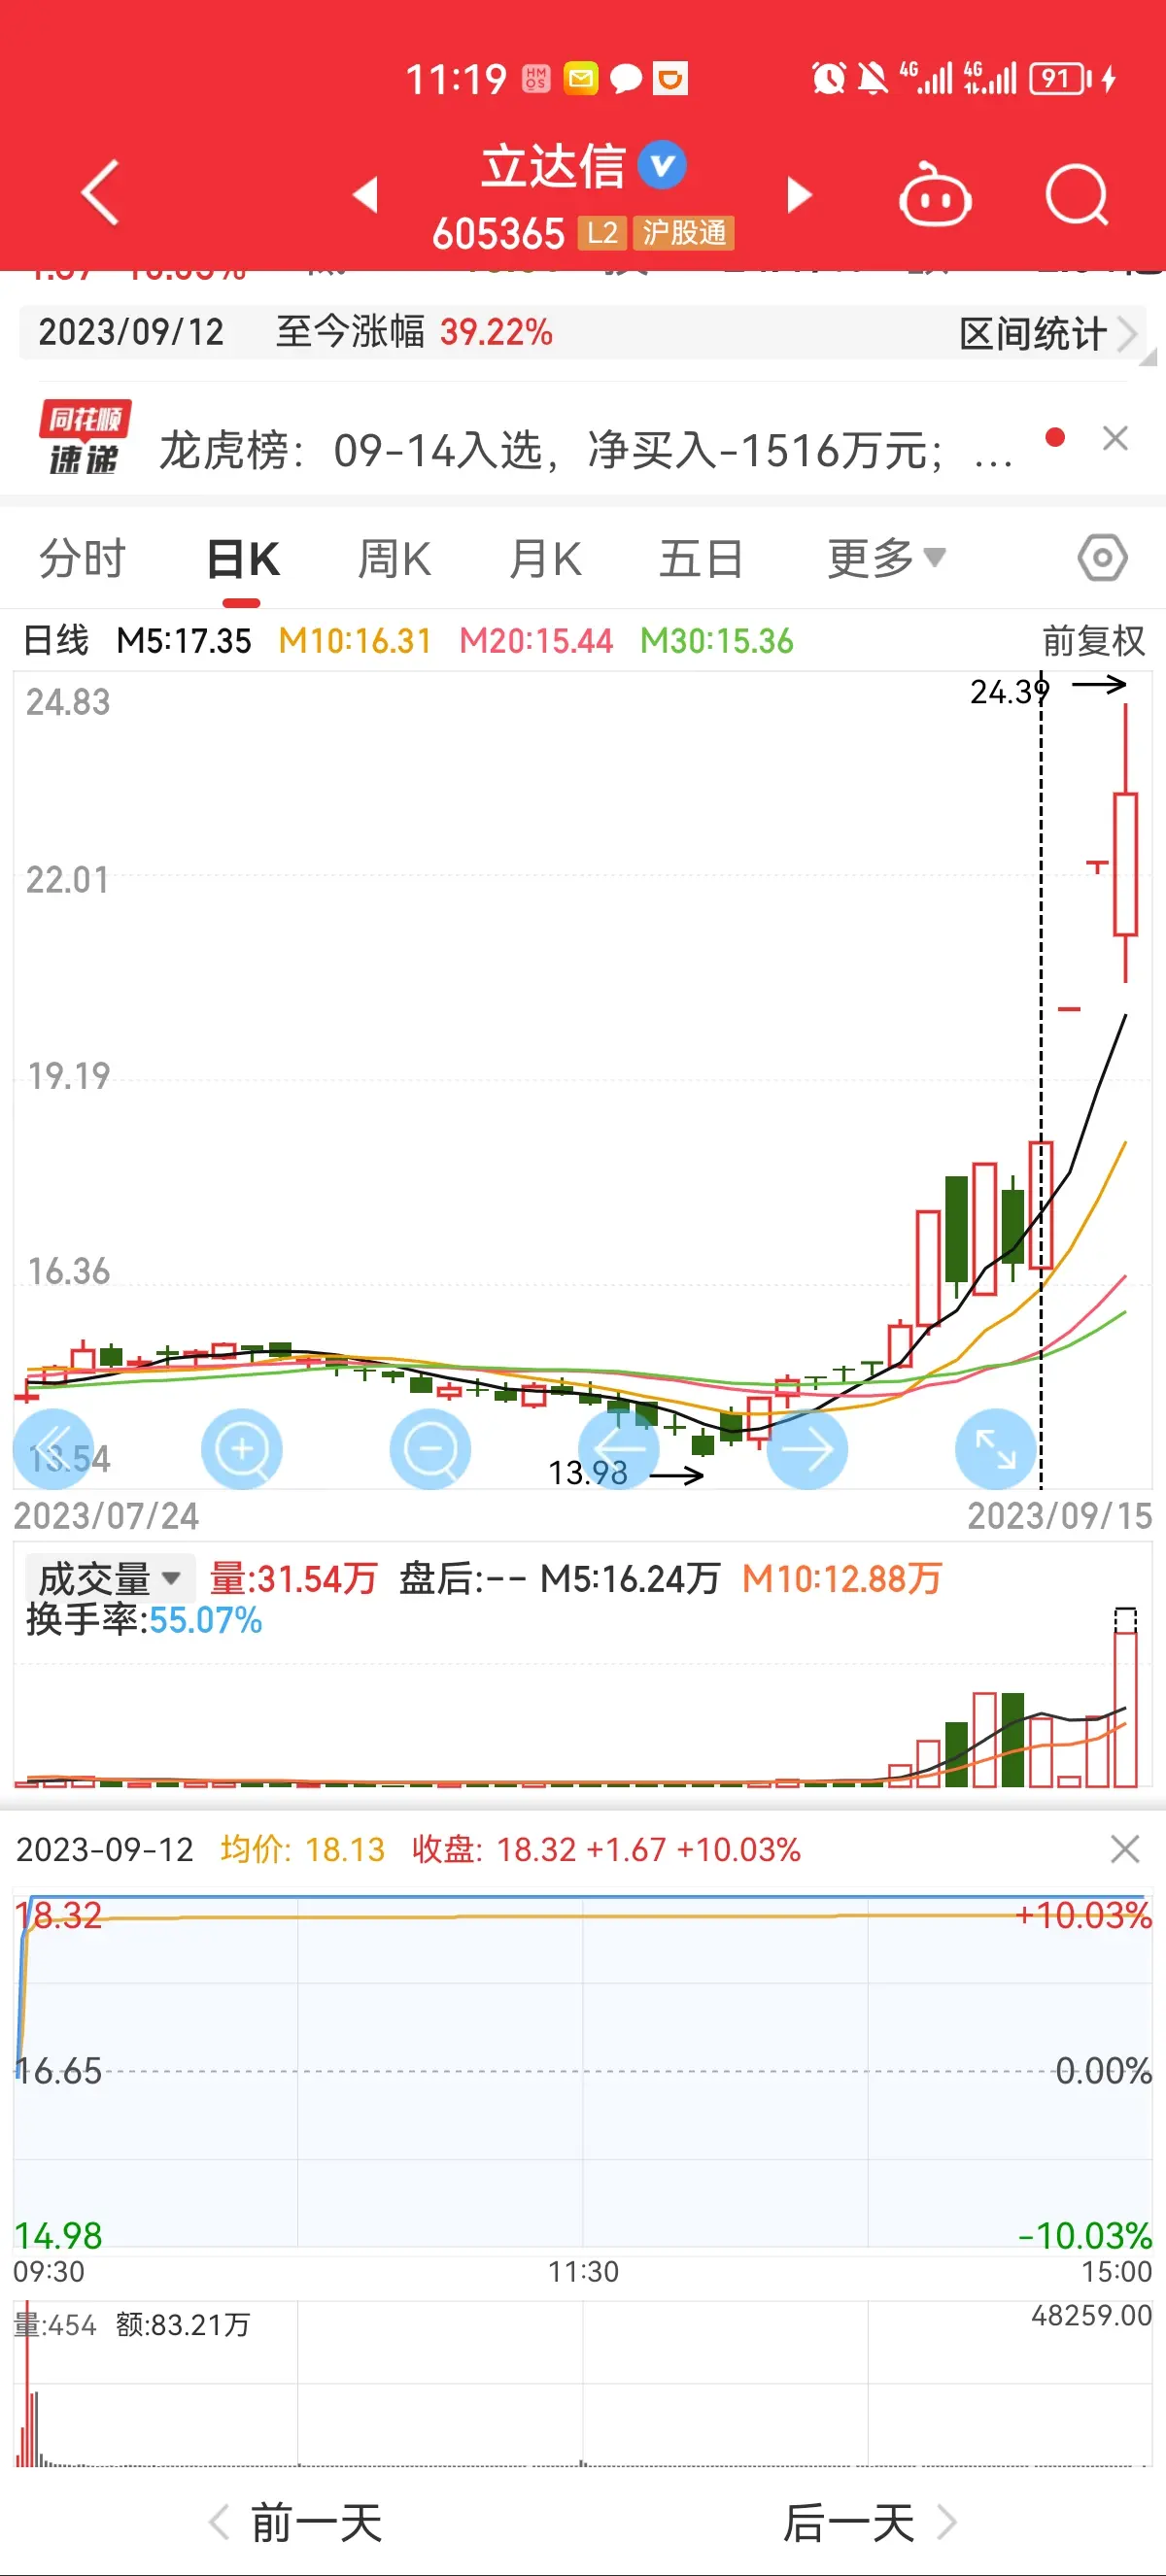 11:19 HMOS 4G 4G 91
立达信
605365 L2 沪股通
2023/09/12 至今涨幅 39.22% 区间统计
同花顺
速递
龙虎榜：09-14入选，净买入-1516万元；...
分时 日K 周K 月K 五日 更多
日线 M5:17.35 M10:16.31 M20:15.44 M30:15.36 前复权
24.83
24.39
22.01
19.19
16.36
13.54
13.98
2023/07/24 2023/09/15
成交量 量:31.54万 盘后:-- M5:16.24万 M10:12.88万
换手率:55.07%
2023-09-12 均价: 18.13 收盘: 18.32 +1.67 +10.03%
18.32 +10.03%
16.65 0.00%
14.98 -10.03%
09:30 11:30 15:00
量:454 额:83.21万 48259.00
前一天 后一天